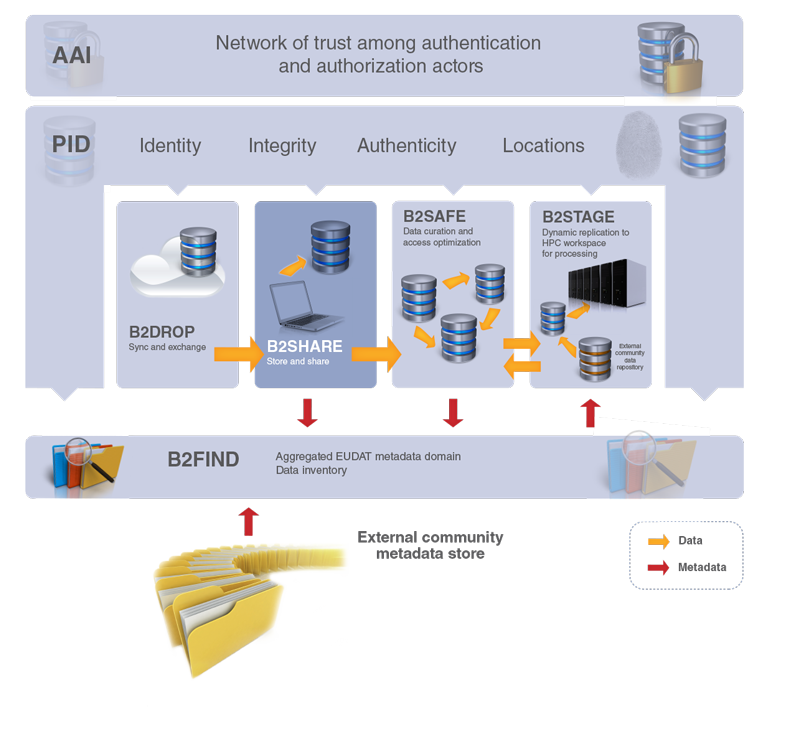 AAI
Network of trust among authentication
and authorization actors
PID
Identity
Integrity
Authenticity
Locations
B2DROP
Sync and exchange
B2SHARE
Store and share
B2SAFE
Data curation and
access optimization
B2STAGE
Dynamic replication to
HPC workspace
for processing
External
community
data
repository
B2FIND
Aggregated EUDAT metadata domain
Data inventory
External community
metadata store
Data
Metadata